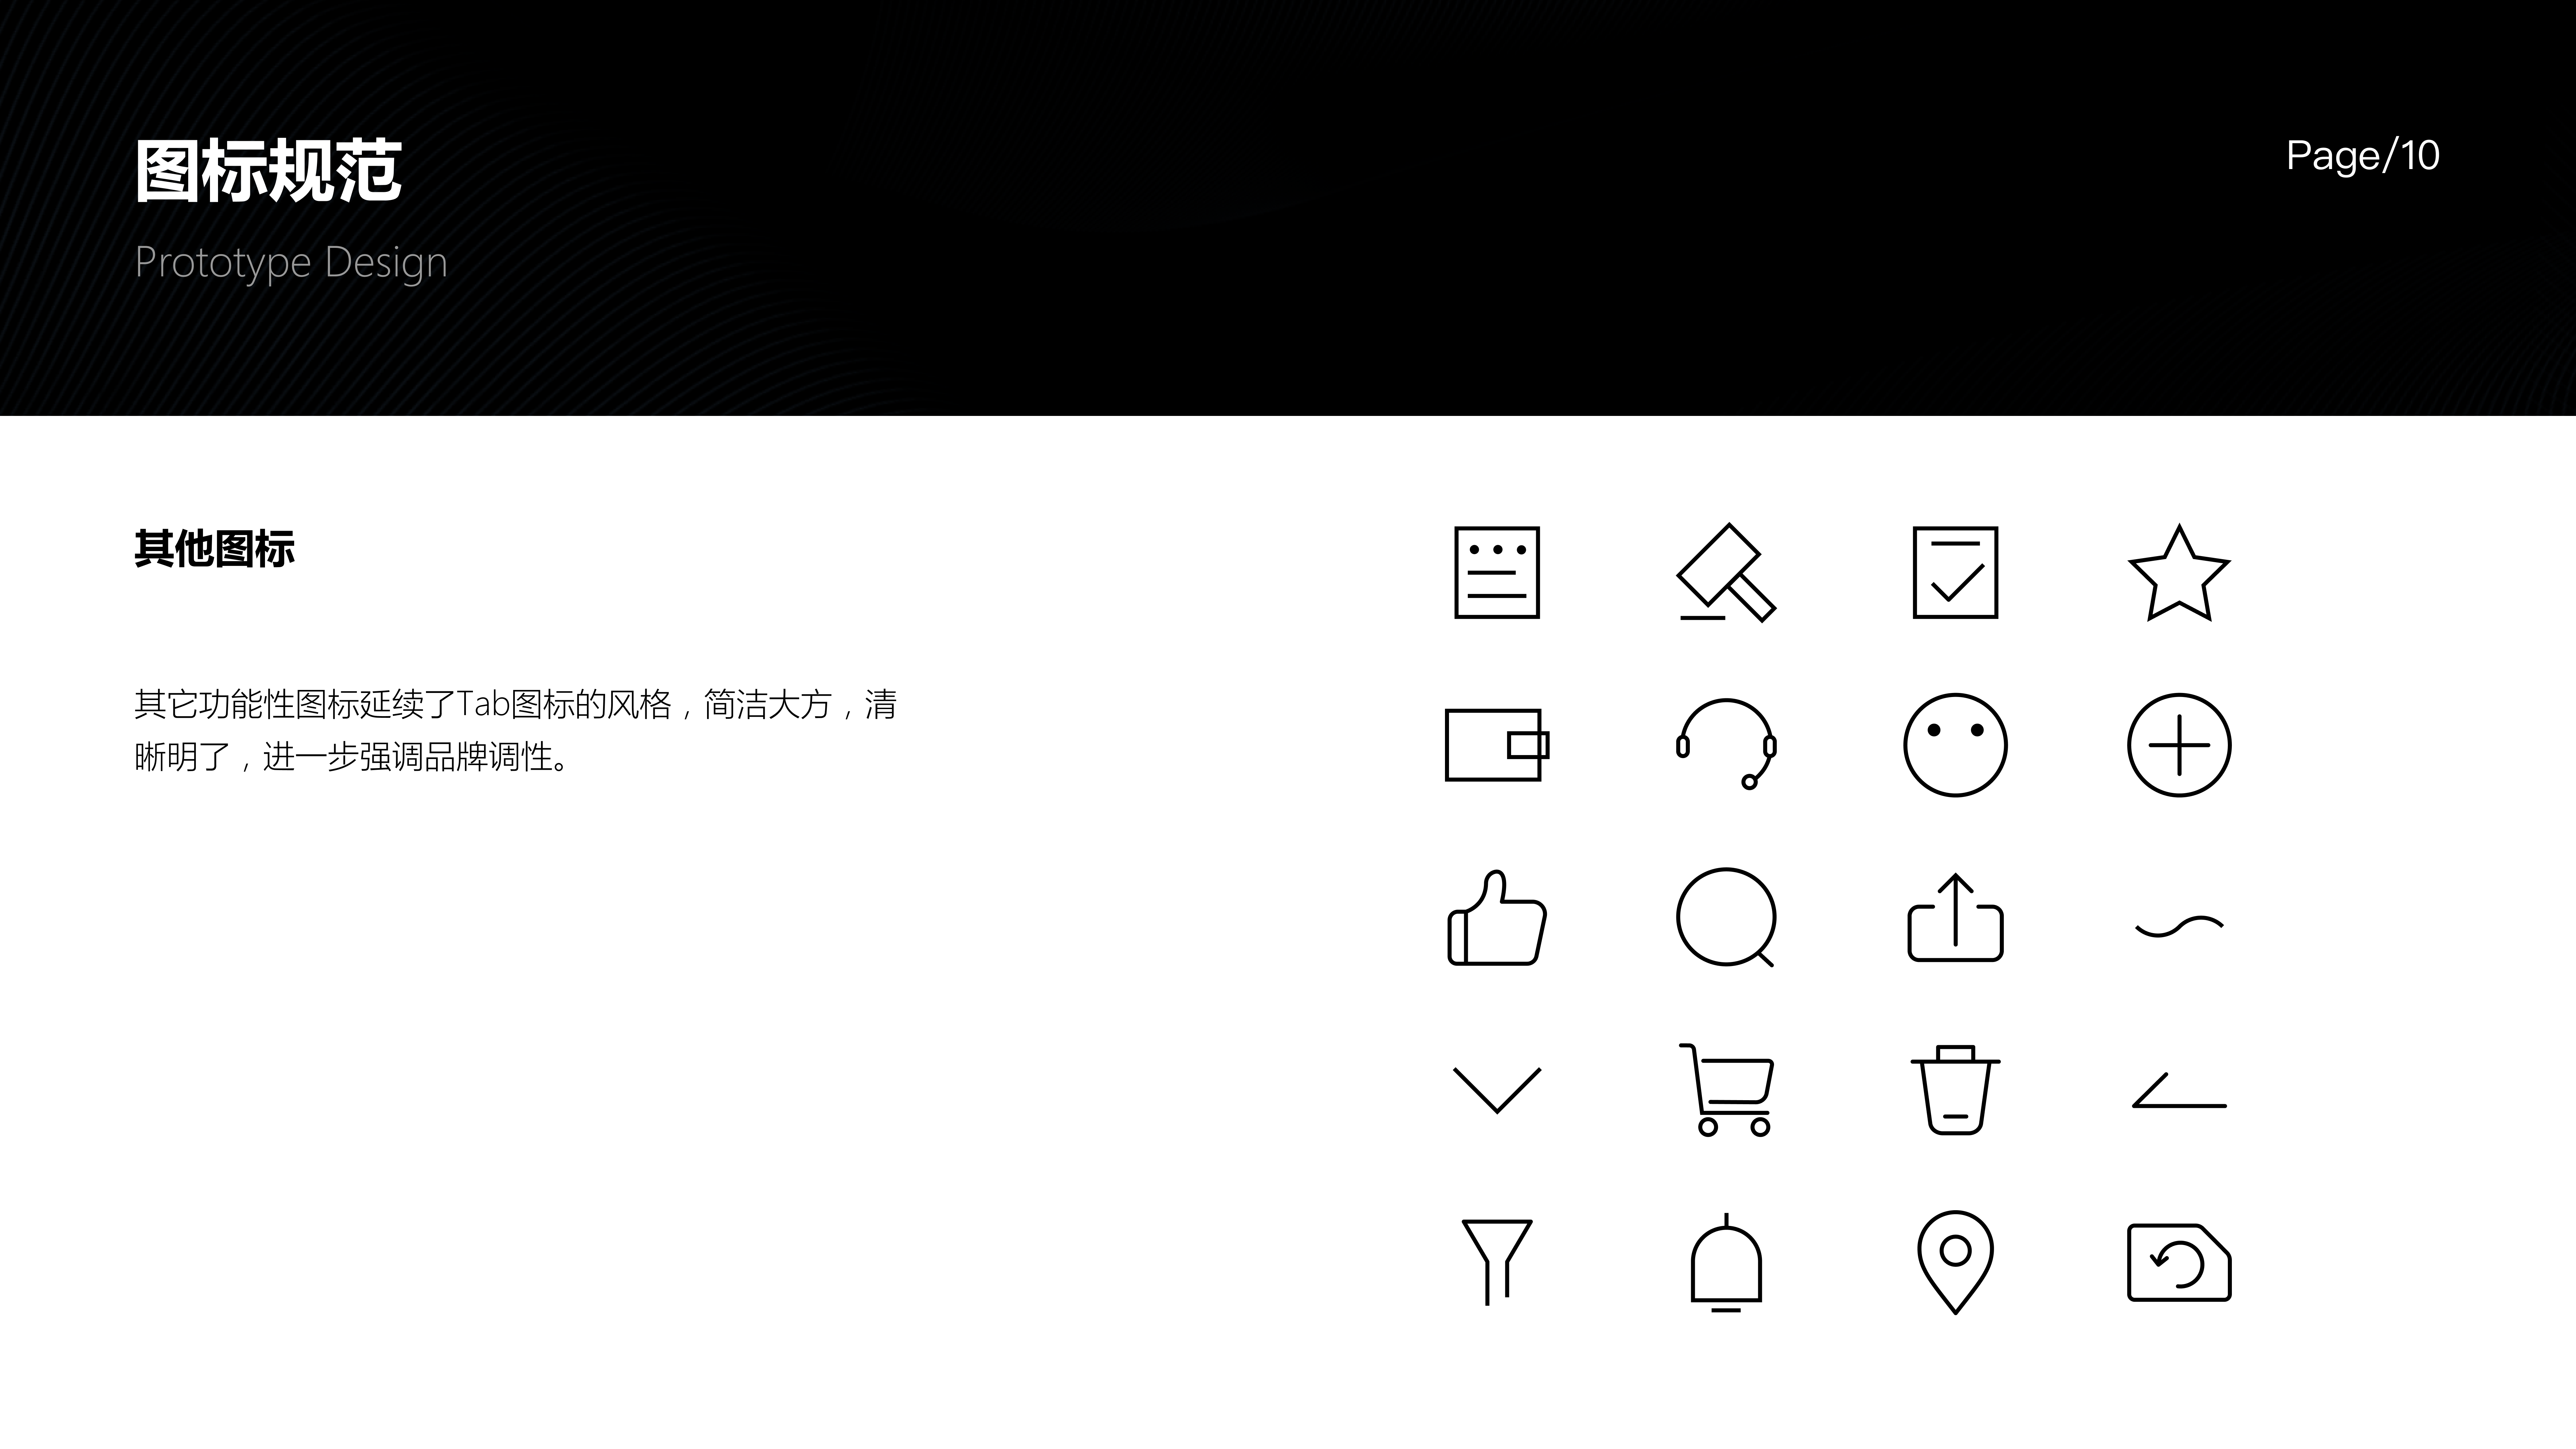 图标规范
Page/10
Prototype Design
其他图标
其它功能性图标延续了Tab图标的风格，简洁大方，清
晰明了，进一步强调品牌调性。